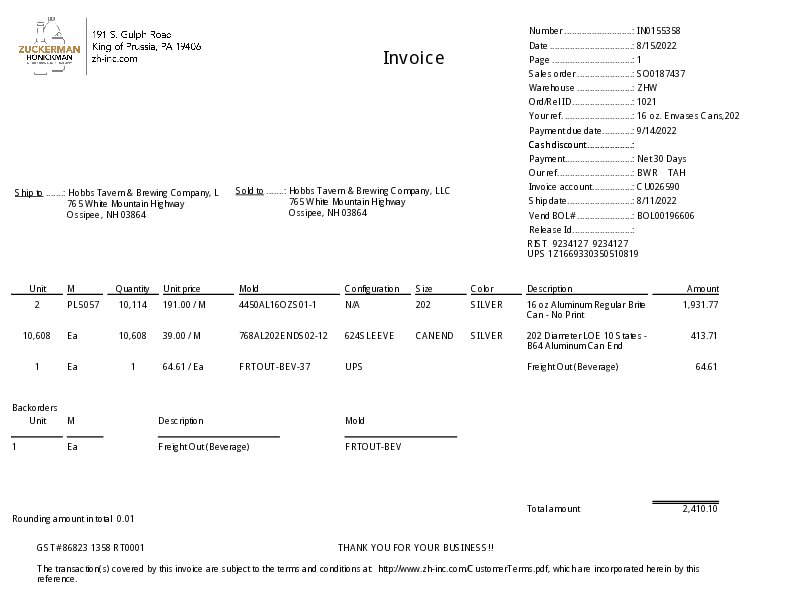 ZUCKERMAN
HONICKMAN
191 S. Gulph Road
King of Prussia, PA 19406
zh-inc.com
Invoice
Number ........................: IN0155358
Date ...........................: 8/15/2022
Page ...........................: 1
Sales order ....................: SO0187437
Warehouse ......................: ZHW
Ord/Rel ID......................: 1021
Your ref........................: 16 oz. Envases Cans,202
Payment due date................: 9/14/2022
Cash discount...................:
Payment.........................: Net 30 Days
Our ref.........................: BWR TAH
Invoice account.................: CU026590
Ship date.......................: 8/11/2022
Vend BOL# ......................: BOL00196606
Release Id......................:
RIST 9234127 9234127
UPS 1Z1669330350510819
Ship to .......: Hobbs Tavern & Brewing Company, L
765 White Mountain Highway
Ossipee, NH 03864
Sold to .......: Hobbs Tavern & Brewing Company, LLC
765 White Mountain Highway
Ossipee, NH 03864
Unit M Quantity Unit price Mold Configuration Size Color Description Amount
2 PL5057 10,114 191.00 / M 4450AL16OZS01-1 N/A 202 SILVER 16 oz Aluminum Regular Brite 1,931.77
Can - No Print
10,608 Ea 10,608 39.00 / M 768AL202ENDS02-12 624SLEEVE CANEND SILVER 202 Diameter LOE 10 States - 413.71
B64 Aluminum Can End
1 Ea 1 64.61 / Ea FRTOUT-BEV-37 UPS Freight Out (Beverage) 64.61
Backorders
Unit M Description Mold
1 Ea Freight Out (Beverage) FRTOUT-BEV
Total amount 2,410.10
Rounding amount in total 0.01
GST #86823 1358 RT0001 THANK YOU FOR YOUR BUSINESS !!
The transaction(s) covered by this invoice are subject to the terms and conditions at: http://www.zh-inc.com/CustomerTerms.pdf, which are incorporated herein by this
reference.